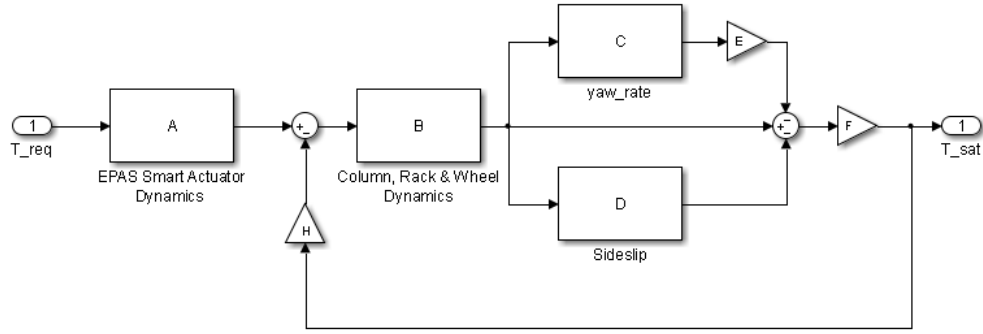 C
E
yaw_rate
1
T_req
A
EPAS Smart Actuator
Dynamics
+
−
B
Column, Rack & Wheel
Dynamics
−
+
−
F
1
T_sat
D
Sideslip
H